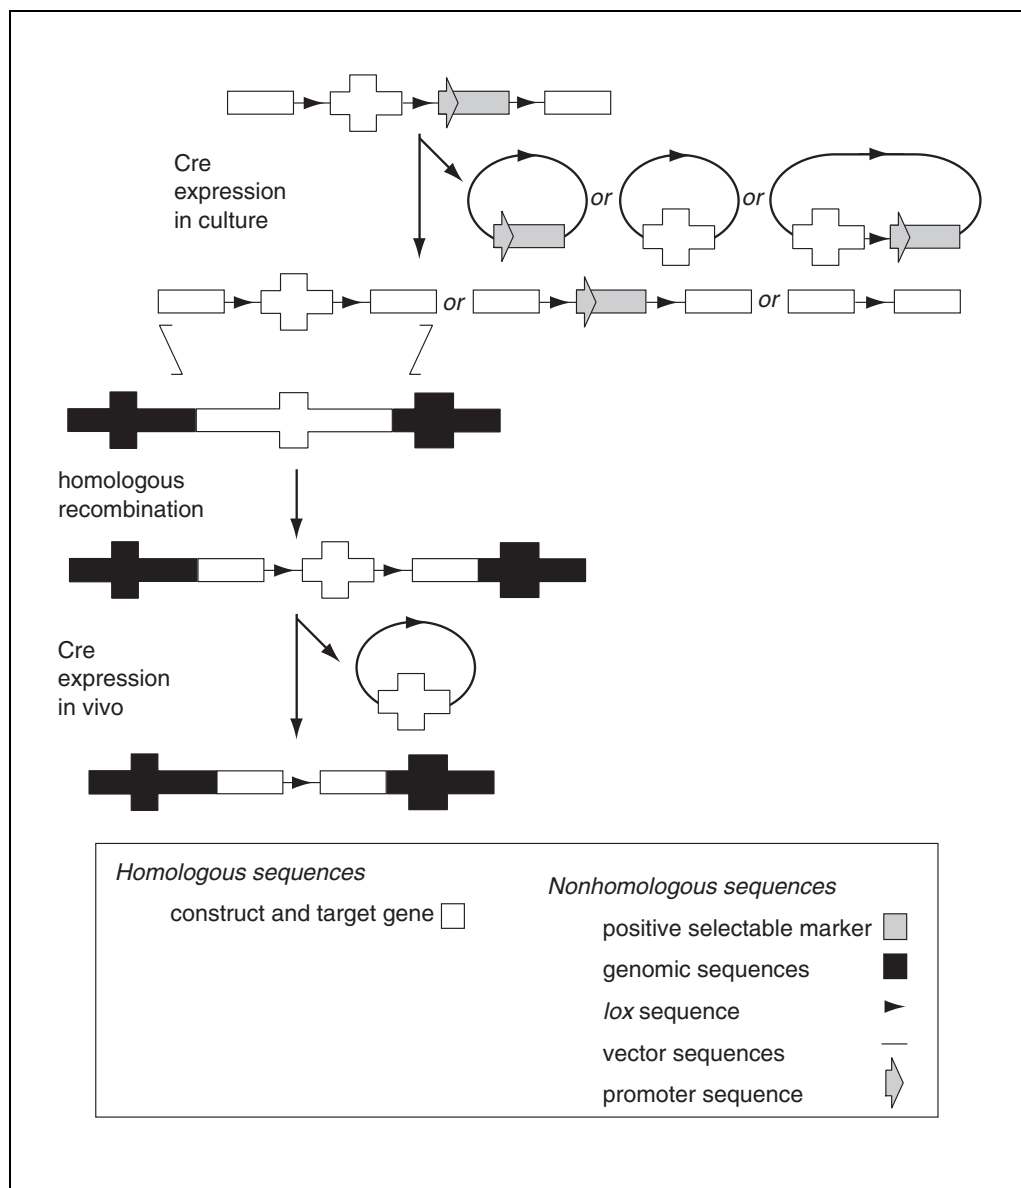 Cre
expression
in culture
or
or
or
or
homologous
recombination
Cre
expression
in vivo
Homologous sequences
construct and target gene
Nonhomologous sequences
positive selectable marker
genomic sequences
lox sequence
vector sequences
promoter sequence